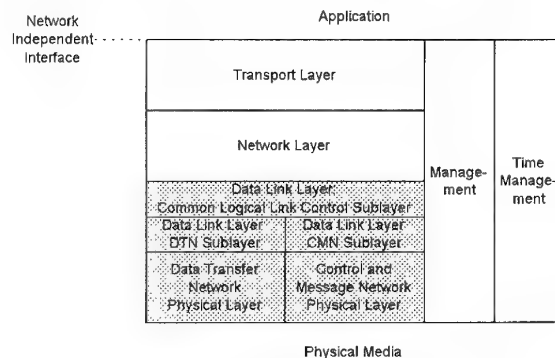 Application
Network
Independent
Interface
Transport Layer
Network Layer
Data Link Layer:
Common Logical Link Control Sublayer
Data Link Layer
DTN Sublayer
Data Link Layer
CMN Sublayer
Data Transfer
Network
Physical Layer
Control and
Message Network
Physical Layer
Manage-
ment
Time
Manage-
ment
Physical Media